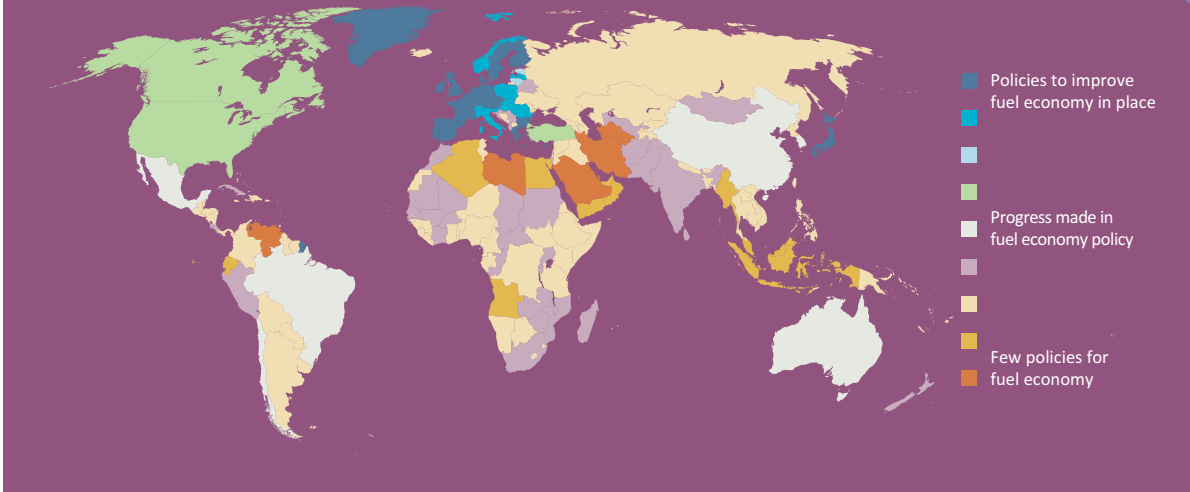 Policies to improve
fuel economy in place
Progress made in
fuel economy policy
Few policies for
fuel economy